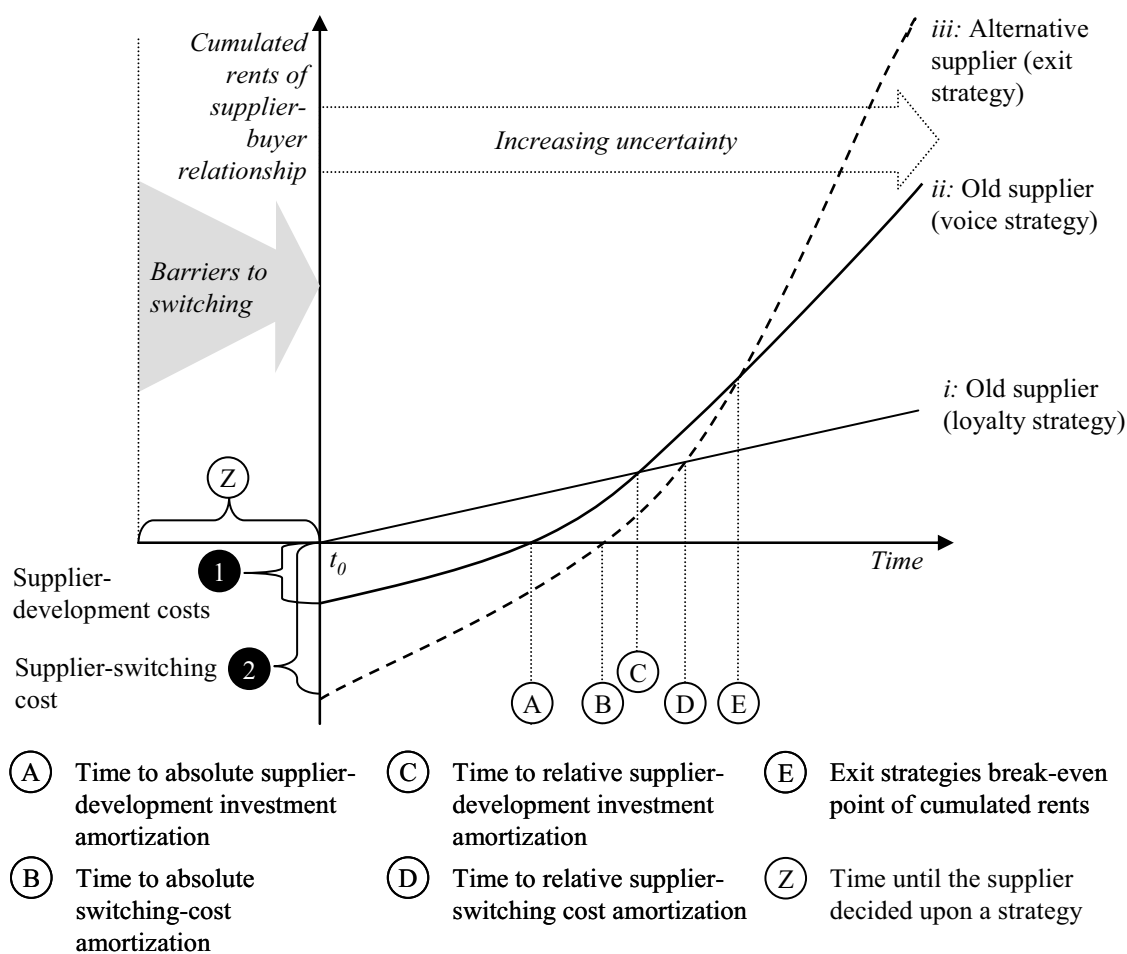 Cumulated
rents of
supplier-
buyer
relationship
iii: Alternative
supplier (exit
strategy)
Increasing uncertainty
ii: Old supplier
(voice strategy)
Barriers to
switching
i: Old supplier
(loyalty strategy)
Z
1
t0
Time
Supplier-
development costs
Supplier-switching
cost
2
A
B
C
D
E
A Time to absolute supplier-
development investment
amortization
C Time to relative supplier-
development investment
amortization
E Exit strategies break-even
point of cumulated rents
B Time to absolute
switching-cost
amortization
D Time to relative supplier-
switching cost amortization
Z Time until the supplier
decided upon a strategy